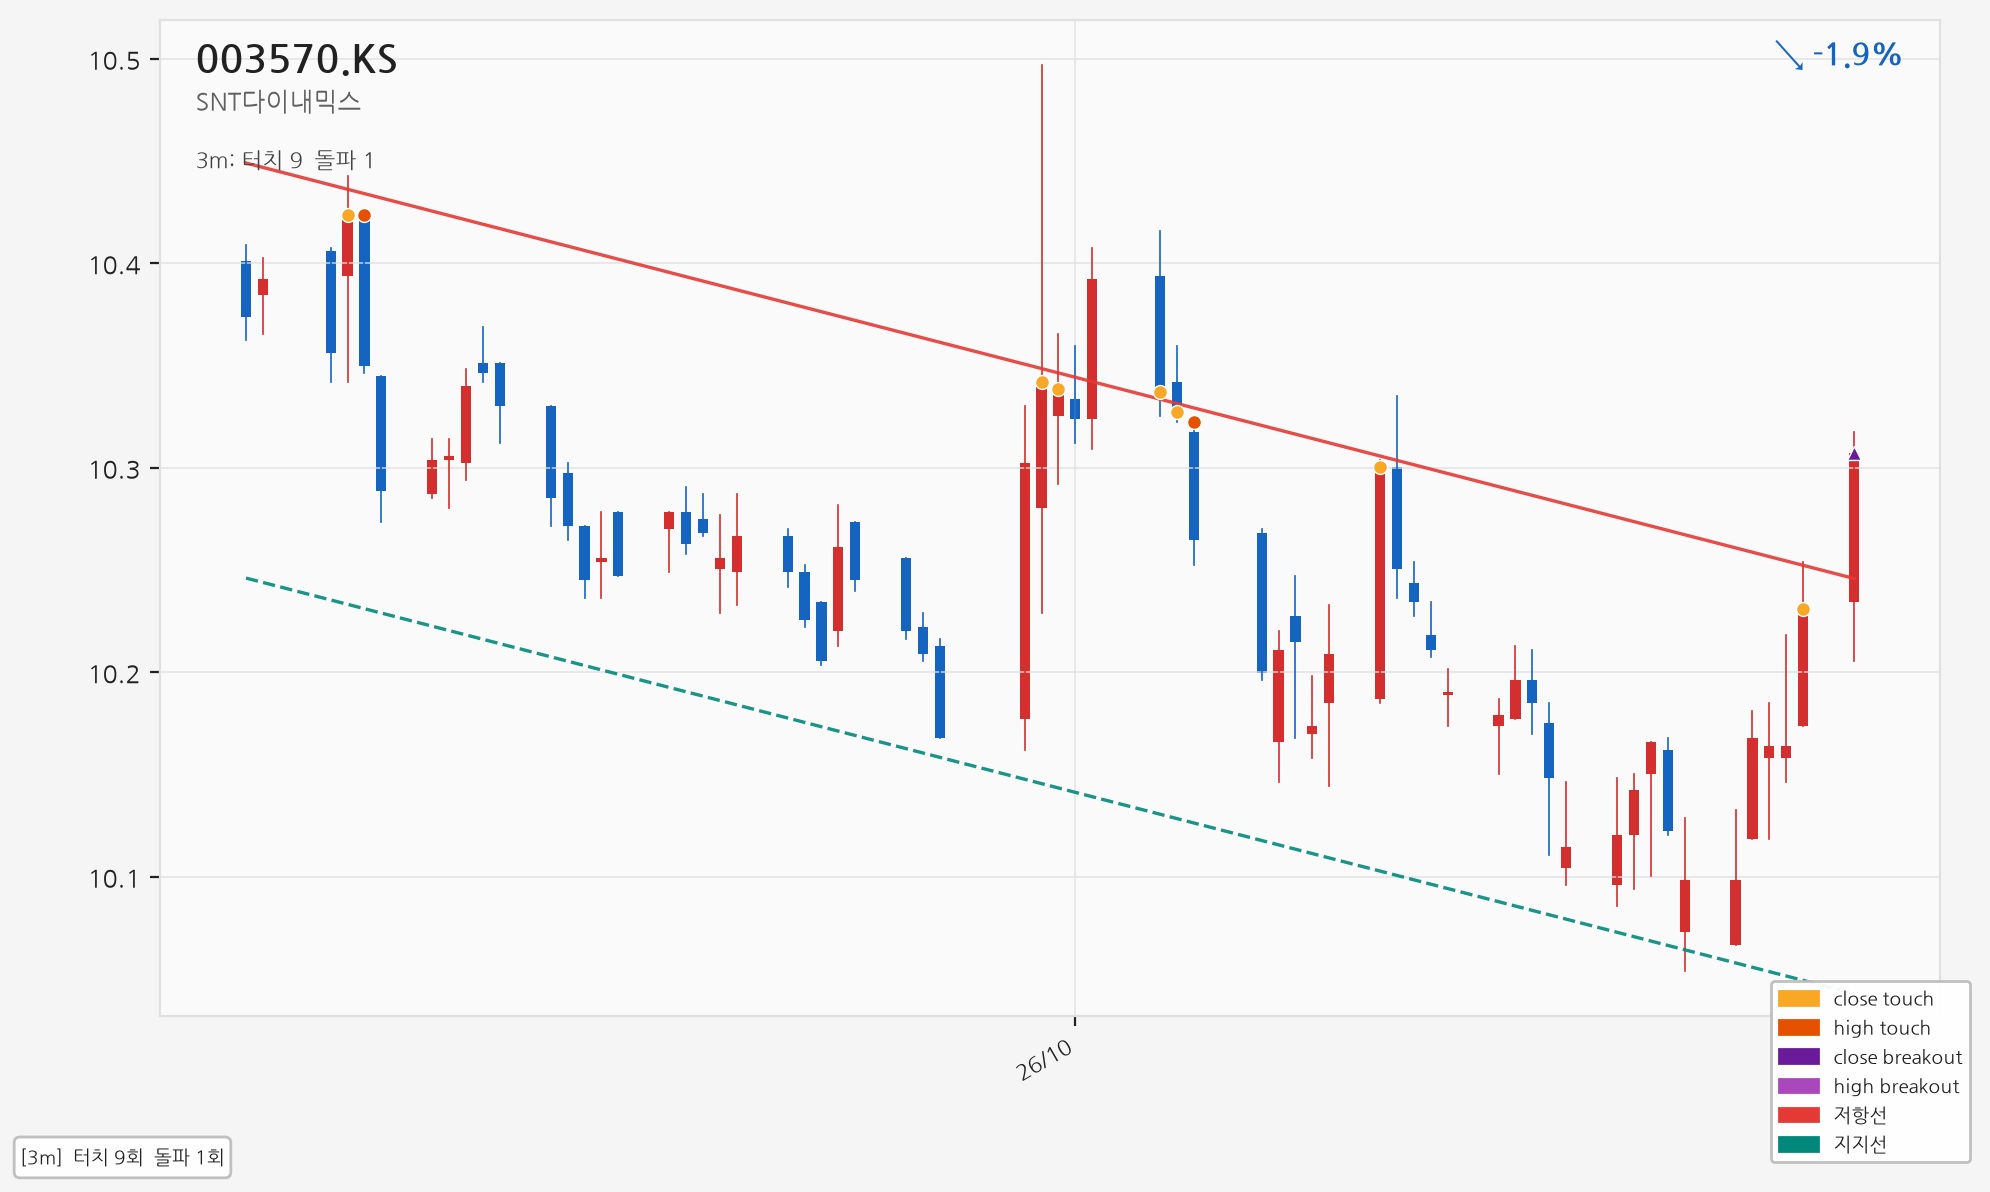 003570.KS
SNT다이내믹스
3m: 터치 9 돌파 1
-1.9%
10.5
10.4
10.3
10.2
10.1
26/10
close touch
high touch
close breakout
high breakout
저항선
지지선
[3m] 터치 9회 돌파 1회